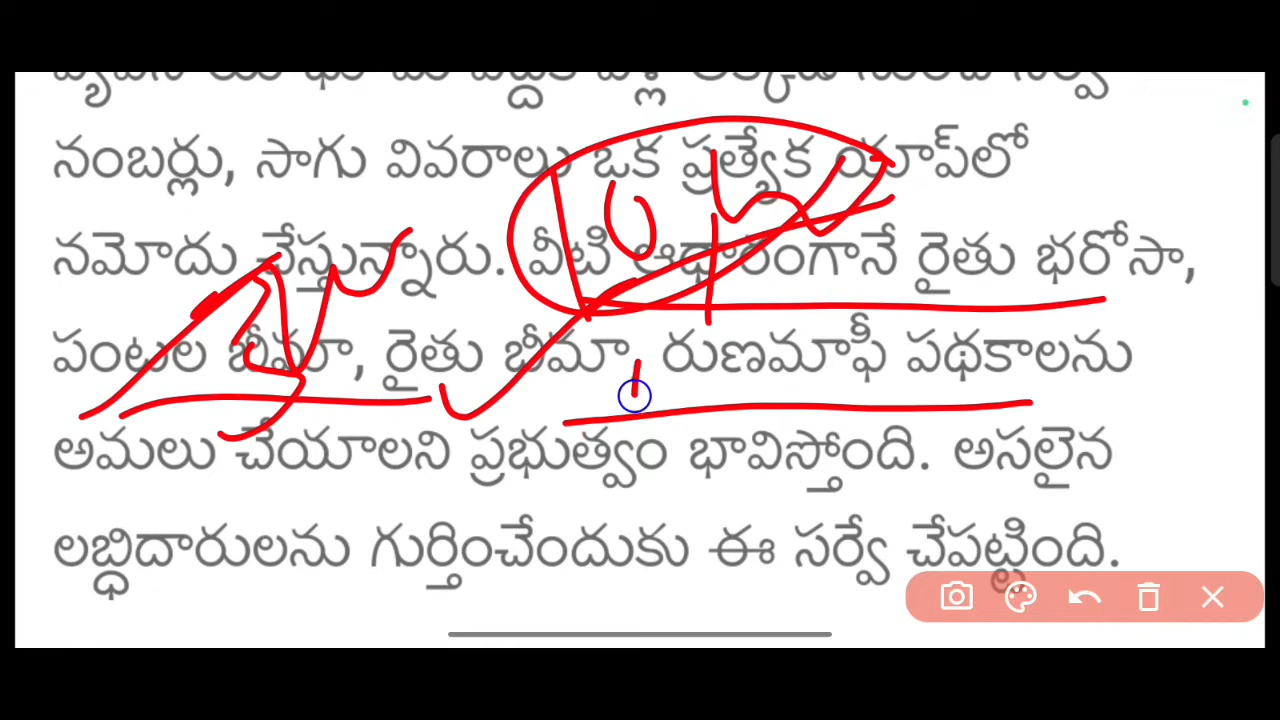 నంబర్లు, సాగు వివరాలు ఒక ప్రత్యేక యాప్‌లో
నమోదు చేస్తున్నారు. వీటి ఆధారంగానే రైతు భరోసా,
పంటల బీమా, రైతు బీమా, రుణమాఫీ పథకాలను
అమలు చేయాలని ప్రభుత్వం భావిస్తోంది. అసలైన
లబ్ధిదారులను గుర్తించేందుకు ఈ సర్వే చేపట్టింది.